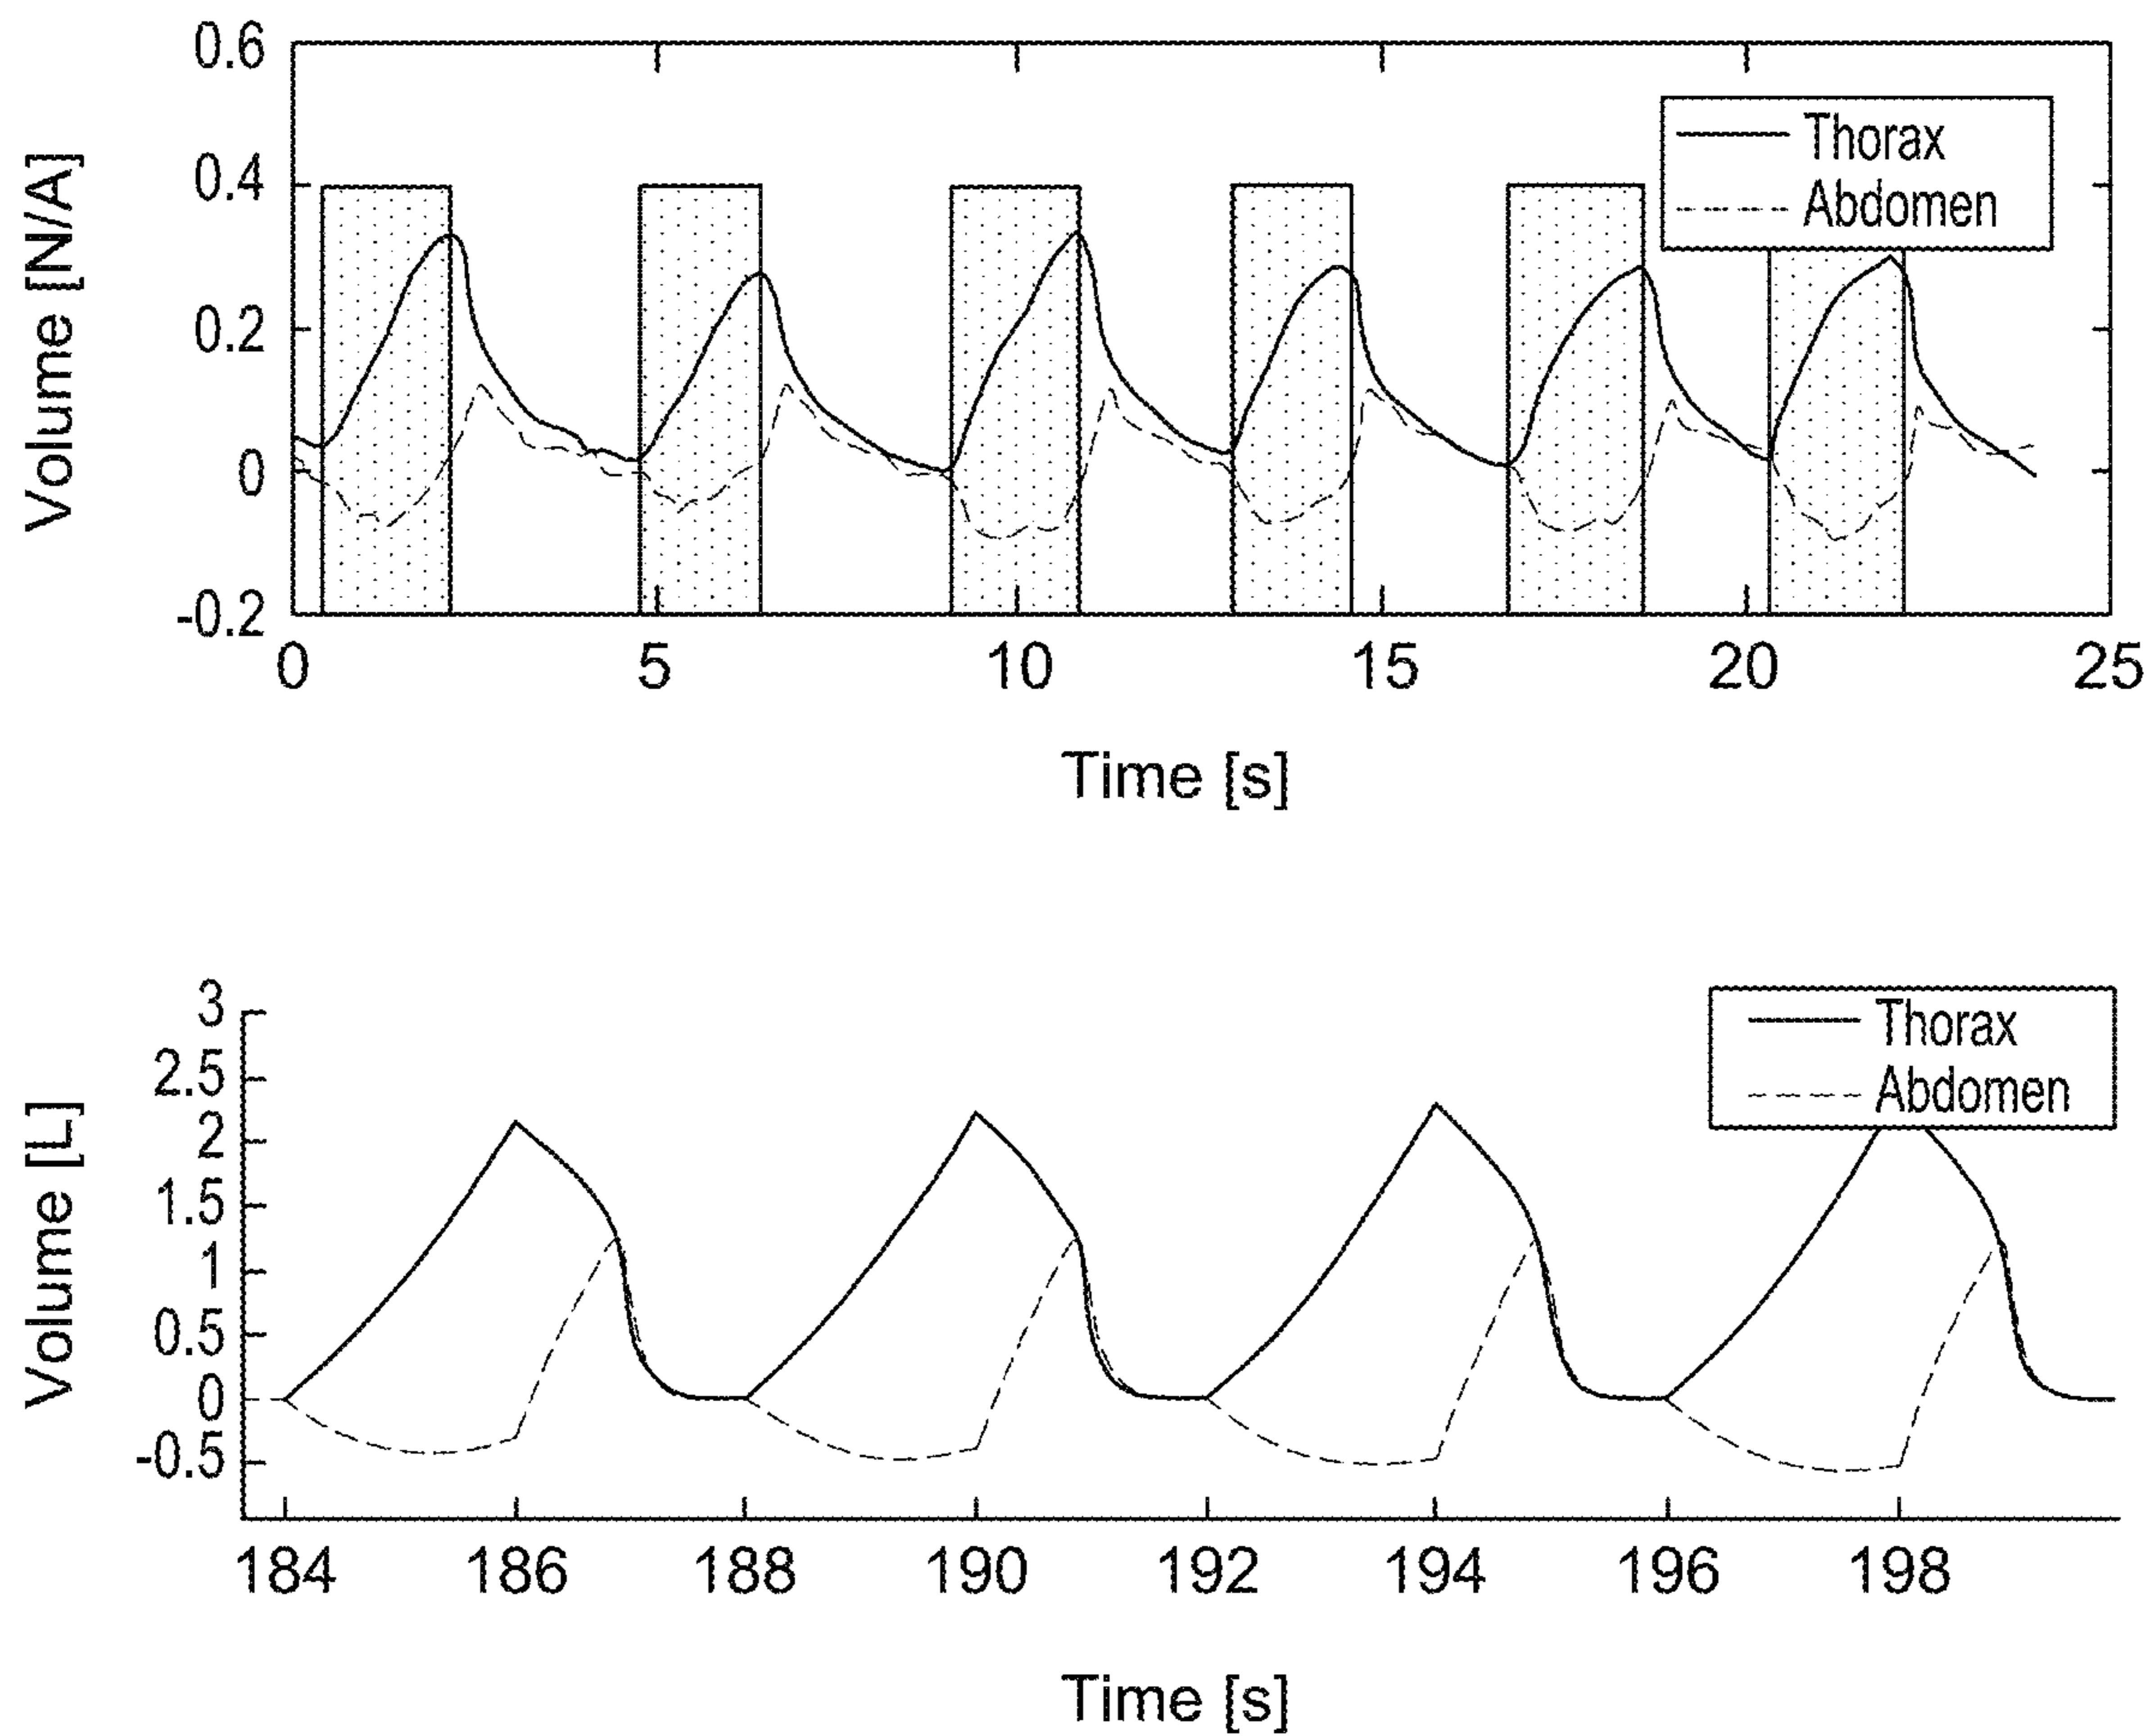 0.6
0.4
0.2
0
-0.2
Volume [N/A]
Thorax
Abdomen
0 5 10 15 20 25
Time [s]
3
2.5
2
1.5
1
0.5
0
-0.5
Volume [L]
Thorax
Abdomen
184 186 188 190 192 194 196 198
Time [s]